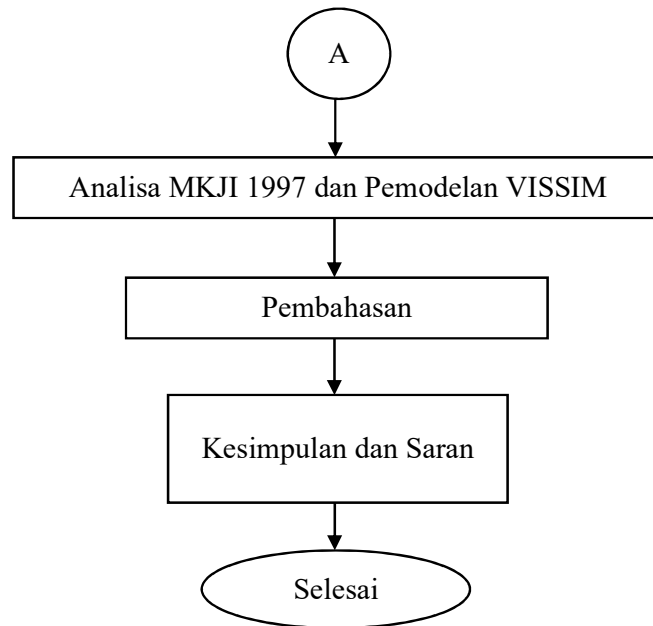 A
Analisa MKJI 1997 dan Pemodelan VISSIM
Pembahasan
Kesimpulan dan Saran
Selesai